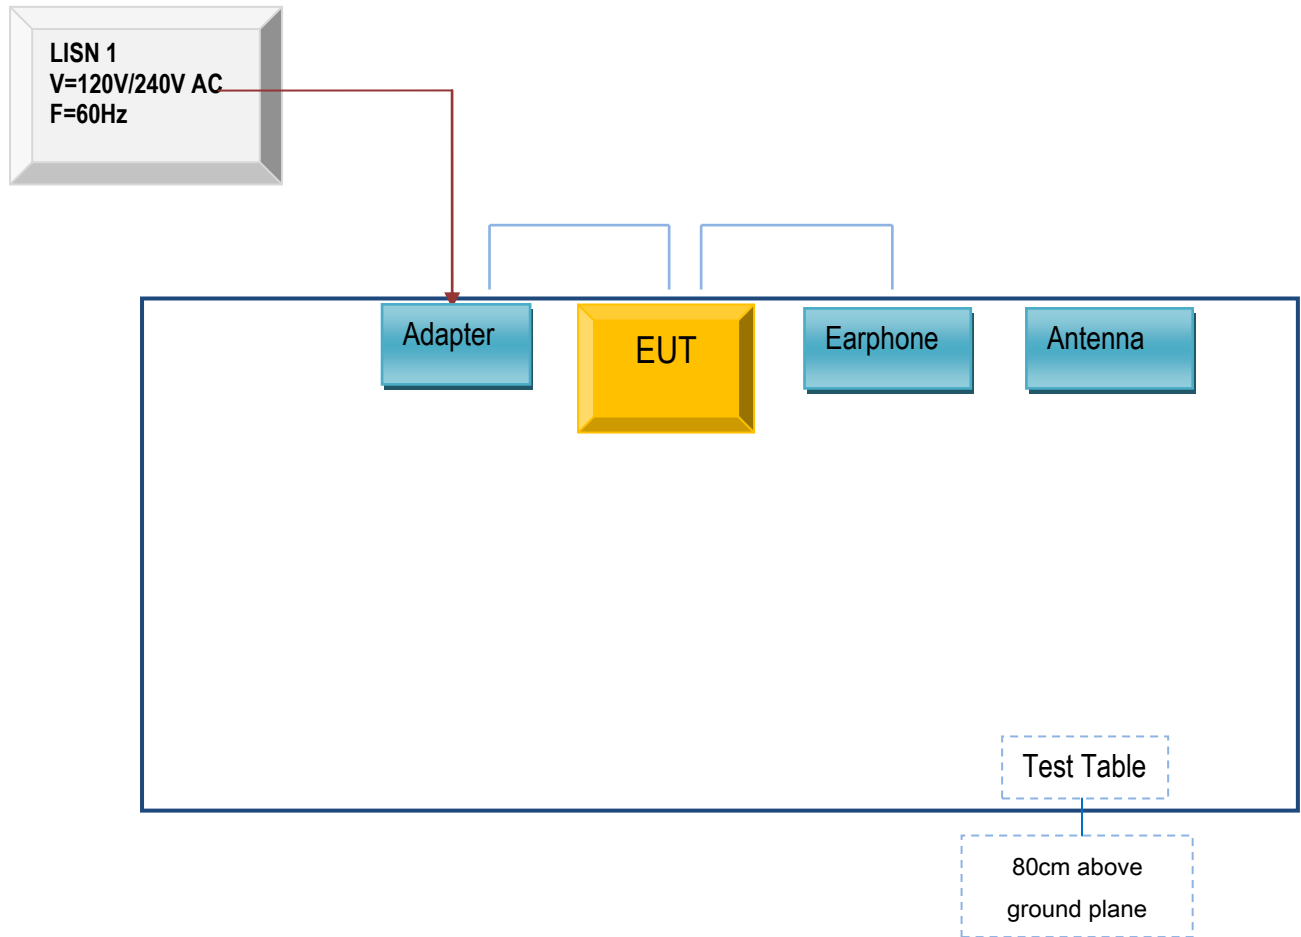 LISN 1
V=120V/240V AC
F=60Hz
Adapter
EUT
Earphone
Antenna
Test Table
80cm above
ground plane